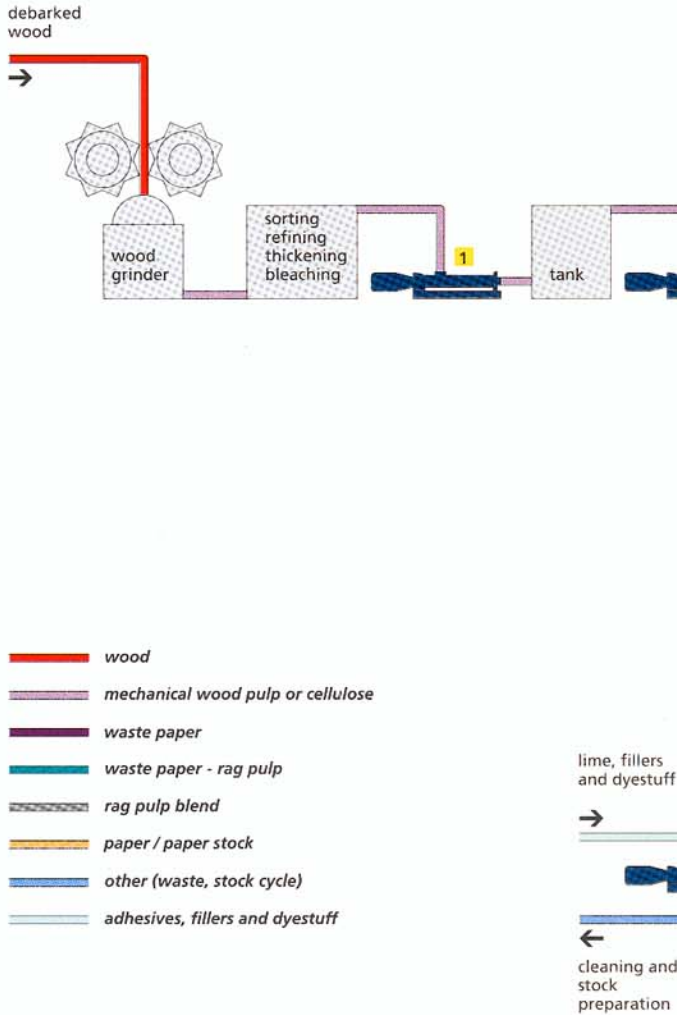 debarked
wood
wood
grinder
sorting
refining
thickening
bleaching
1
tank
wood
mechanical wood pulp or cellulose
waste paper
waste paper - rag pulp
rag pulp blend
paper / paper stock
other (waste, stock cycle)
adhesives, fillers and dyestuff
lime, fillers
and dyestuff
cleaning and
stock
preparation